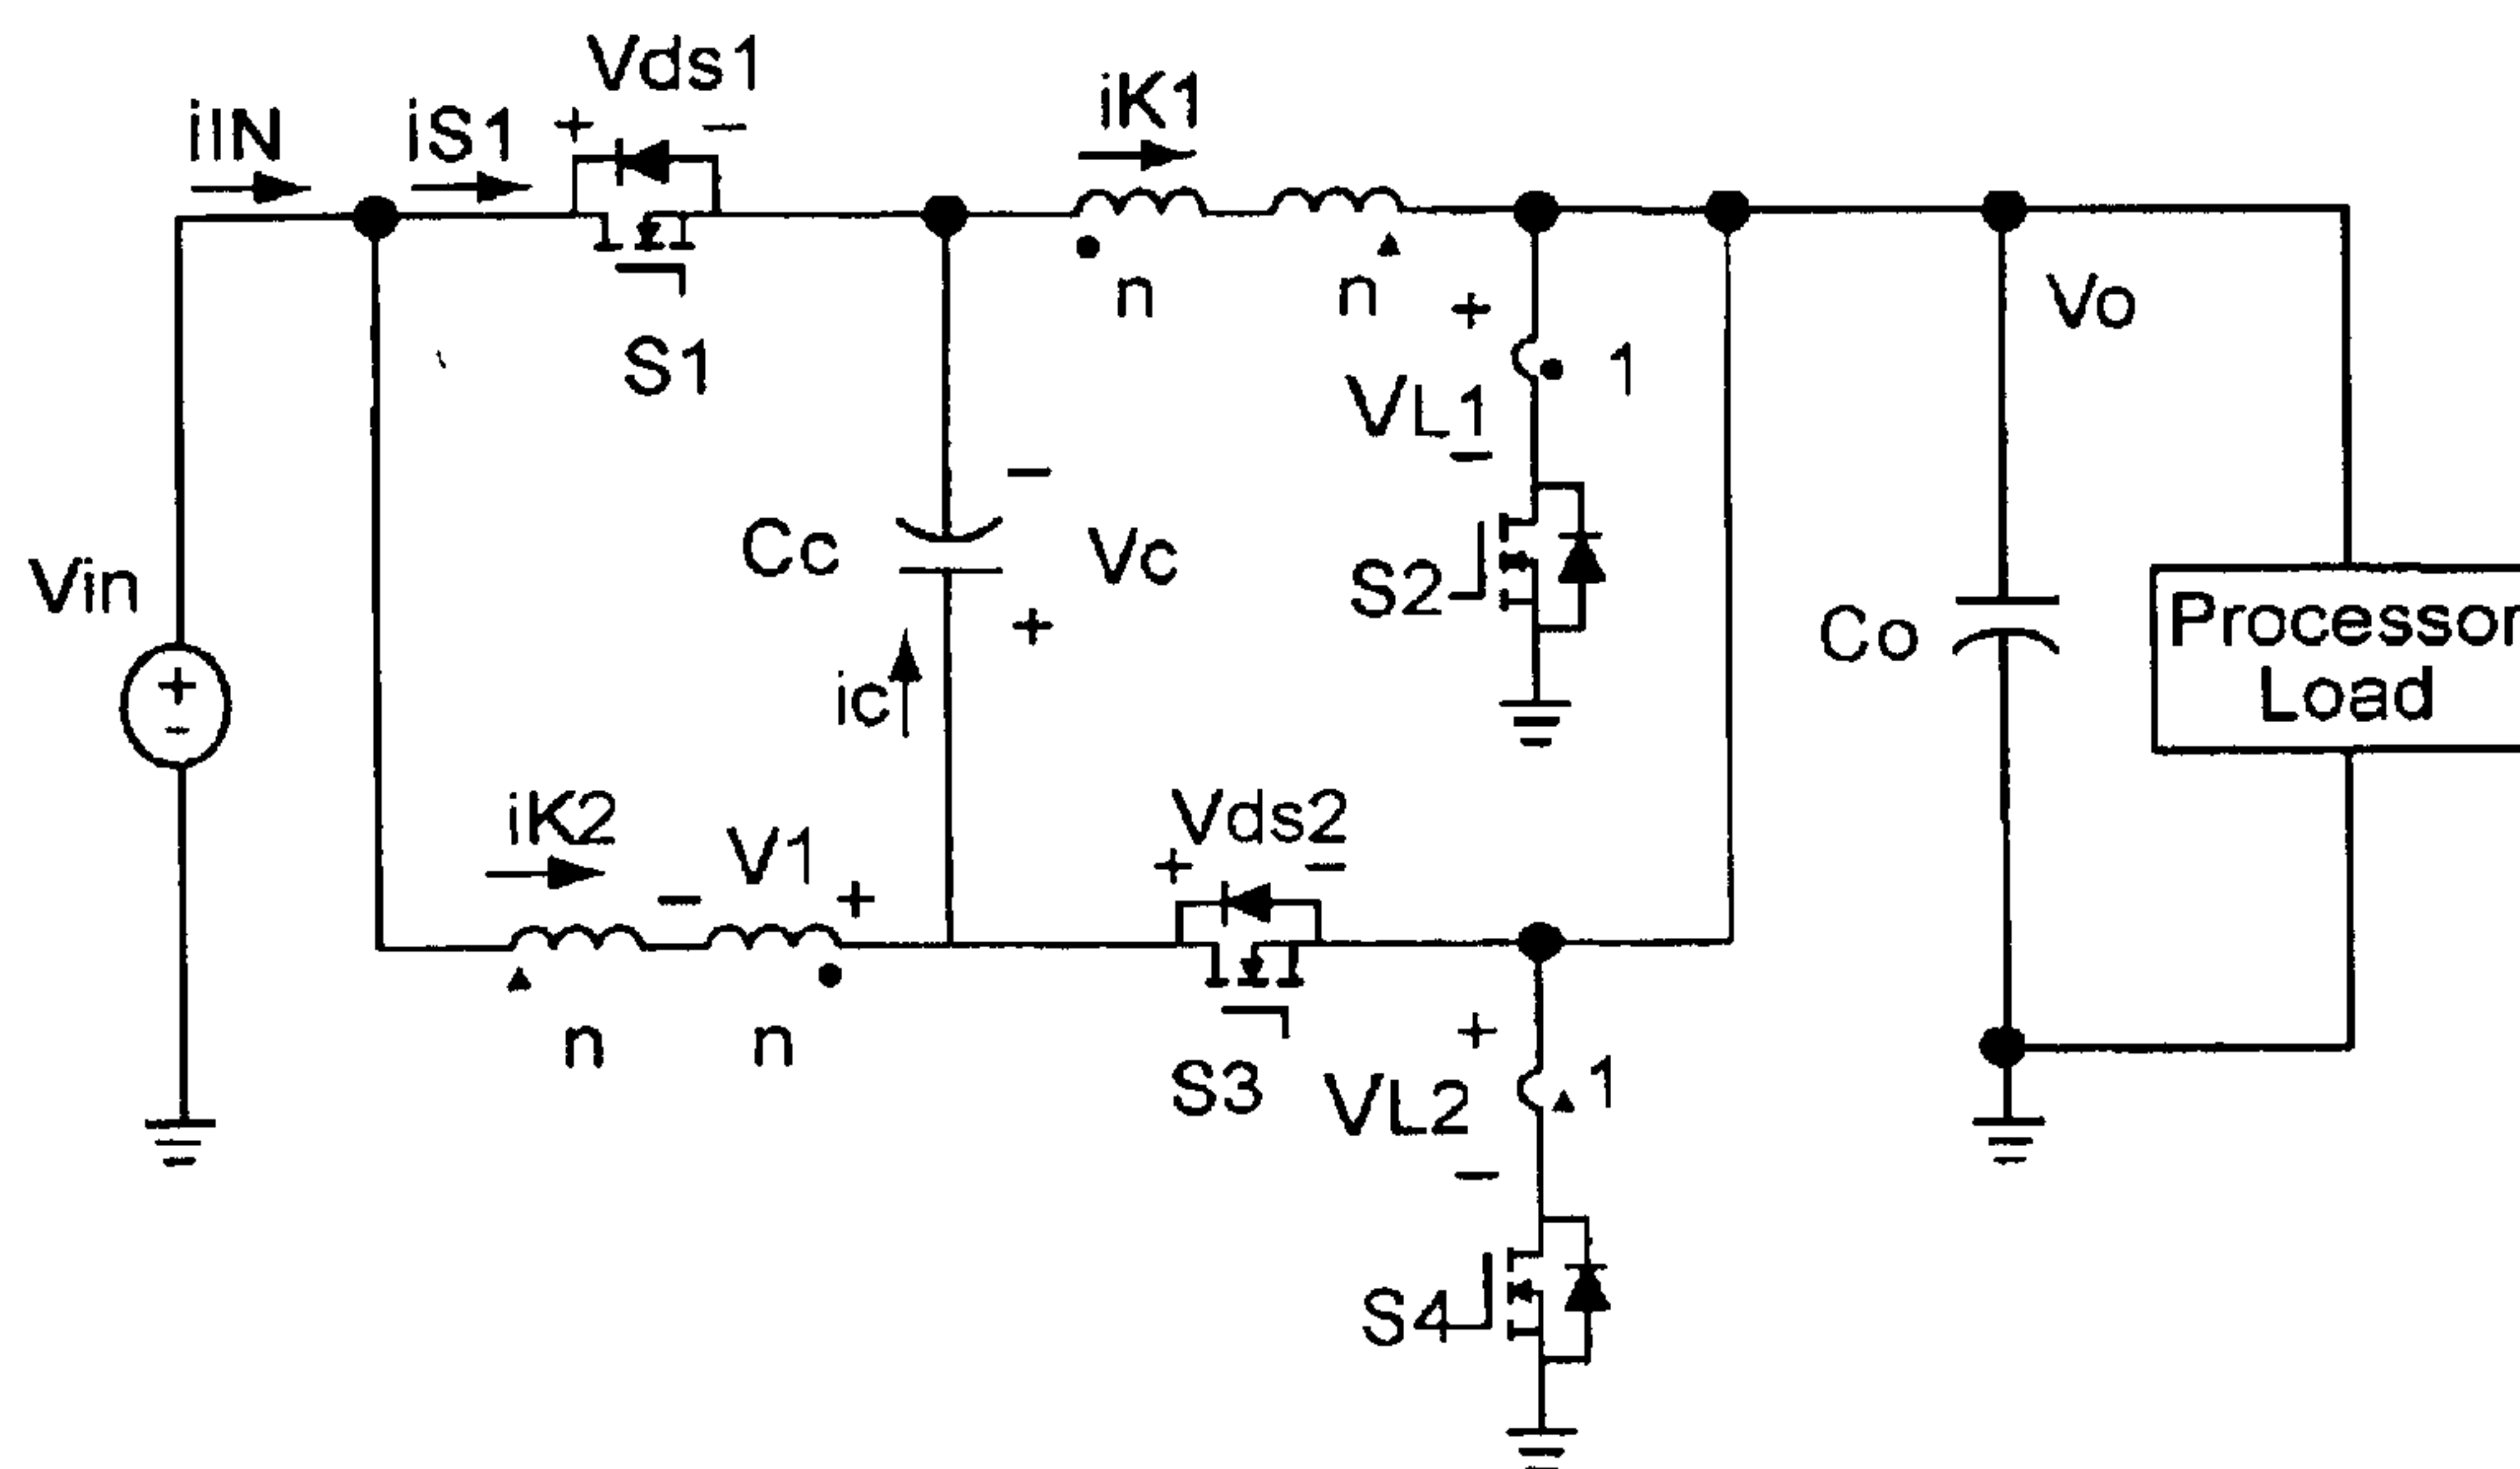 Vds1
iIN
iS1
+
−
iK1
S1
n
n
+
Vo
1
VL1
−
−
Cc
Vc
+
Vin
+
-
S2
Co
Processor
Load
ic
iK2
V1
−
+
Vds2
+
−
n
n
S3
+
VL2
1
−
S4